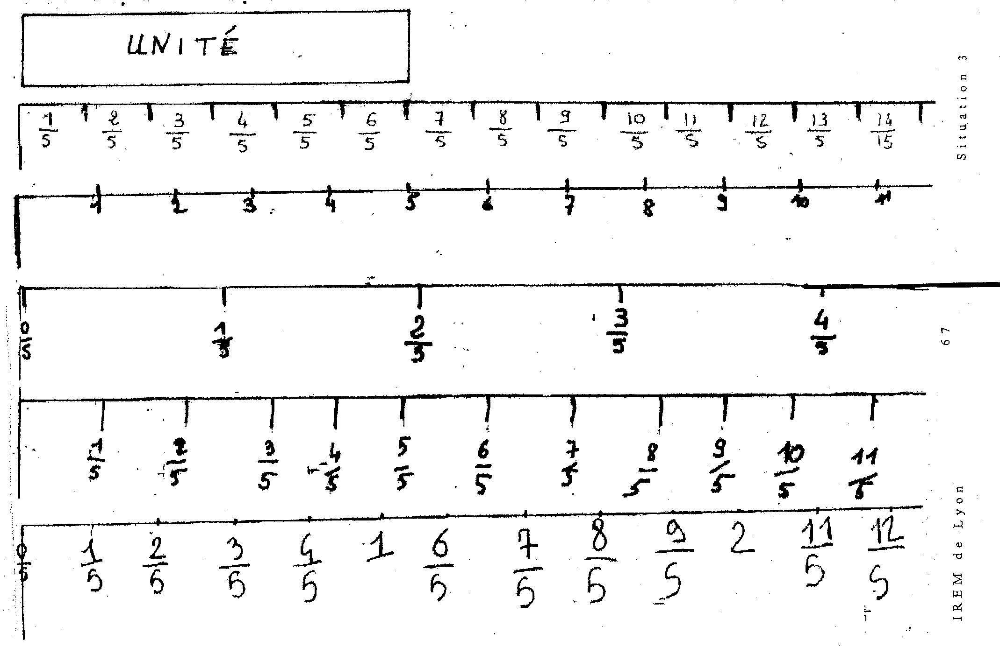 UNITÉ
1/5 2/5 3/5 4/5 5/5 6/5 7/5 8/5 9/5 10/5 11/5 12/5 13/5 14/15
1 2 3 4 5 6 7 8 9 10 11
0/5 1/5 2/5 3/5 4/5
1/5 2/5 3/5 4/5 5/5 6/5 7/5 8/5 9/5 10/5 11/5
0/5 1/5 2/5 3/5 4/5 1 6/5 7/5 8/5 9/5 2 11/5 12/5
Situation 3
67
IREM de Lyon